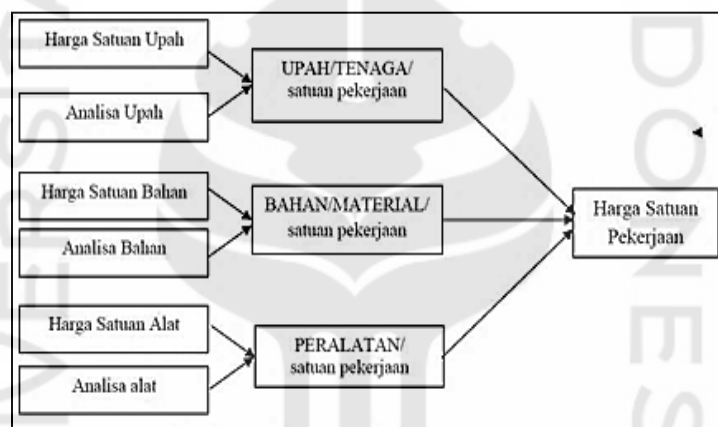 Harga Satuan Upah
Analisa Upah
UPAH/TENAGA/
satuan pekerjaan
Harga Satuan Bahan
Analisa Bahan
BAHAN/MATERIAL/
satuan pekerjaan
Harga Satuan Alat
Analisa alat
PERALATAN/
satuan pekerjaan
Harga Satuan
Pekerjaan